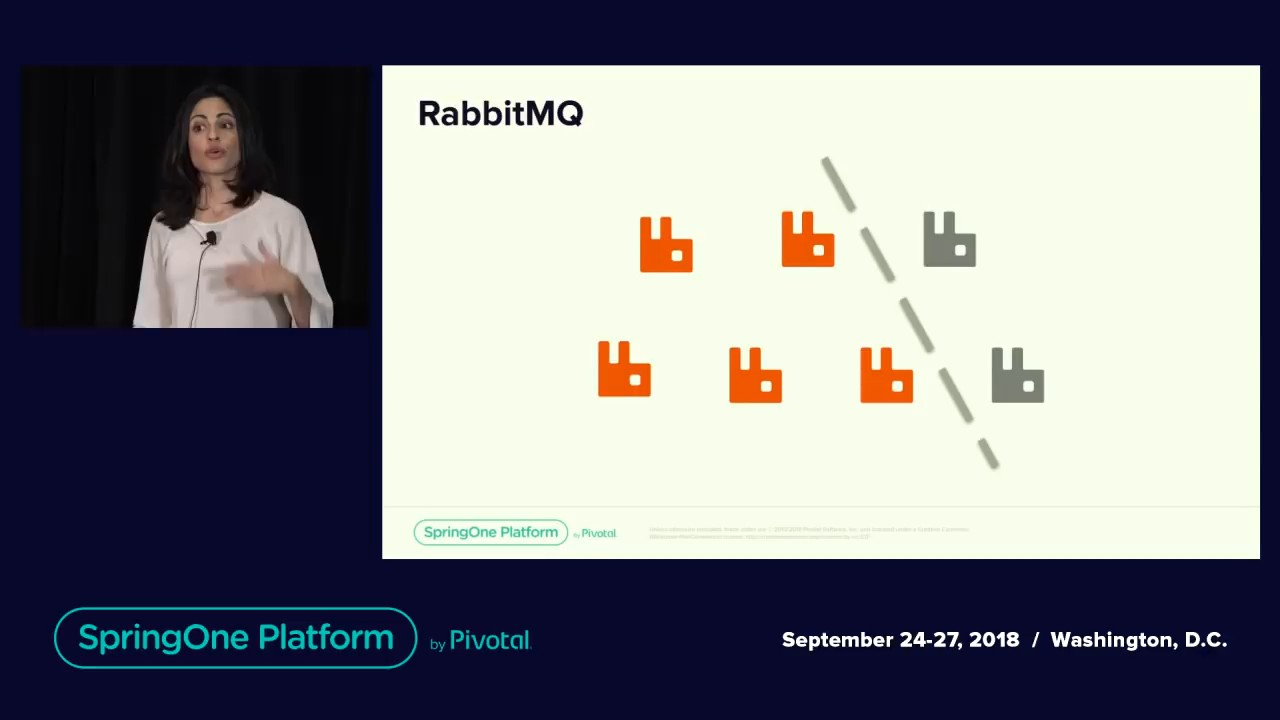 RabbitMQ
SpringOne Platform
by Pivotal
SpringOne Platform
by Pivotal.
September 24-27, 2018 / Washington, D.C.